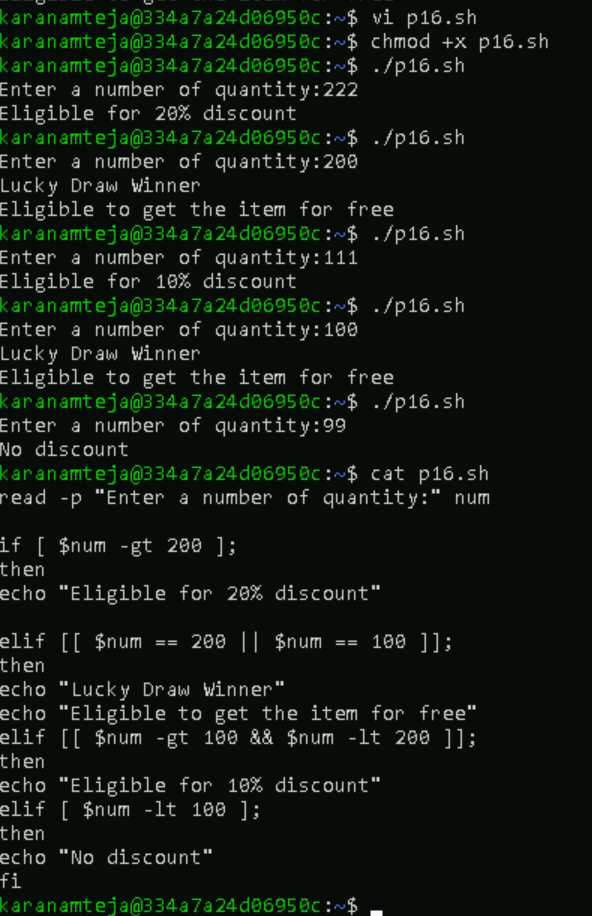 karanamteja@334a7a24d06950c:~$ vi p16.sh
karanamteja@334a7a24d06950c:~$ chmod +x p16.sh
karanamteja@334a7a24d06950c:~$ ./p16.sh
Enter a number of quantity:222
Eligible for 20% discount
karanamteja@334a7a24d06950c:~$ ./p16.sh
Enter a number of quantity:200
Lucky Draw Winner
Eligible to get the item for free
karanamteja@334a7a24d06950c:~$ ./p16.sh
Enter a number of quantity:111
Eligible for 10% discount
karanamteja@334a7a24d06950c:~$ ./p16.sh
Enter a number of quantity:100
Lucky Draw Winner
Eligible to get the item for free
karanamteja@334a7a24d06950c:~$ ./p16.sh
Enter a number of quantity:99
No discount
karanamteja@334a7a24d06950c:~$ cat p16.sh
read -p "Enter a number of quantity:" num

if [ $num -gt 200 ];
then
echo "Eligible for 20% discount"

elif [[ $num == 200 || $num == 100 ]];
then
echo "Lucky Draw Winner"
echo "Eligible to get the item for free"
elif [[ $num -gt 100 && $num -lt 200 ]];
then
echo "Eligible for 10% discount"
elif [ $num -lt 100 ];
then
echo "No discount"
fi
karanamteja@334a7a24d06950c:~$